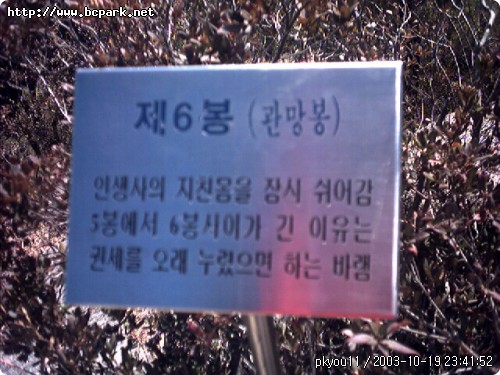 http://www.bcpark.net
제6봉 (관망봉)
인생사의 지친몸을 잠시 쉬어감
5봉에서 6봉사이가 긴 이유는
권세를 오래 누렸으면 하는 바램
pkyou11 / 2003-10-19 23:41:52